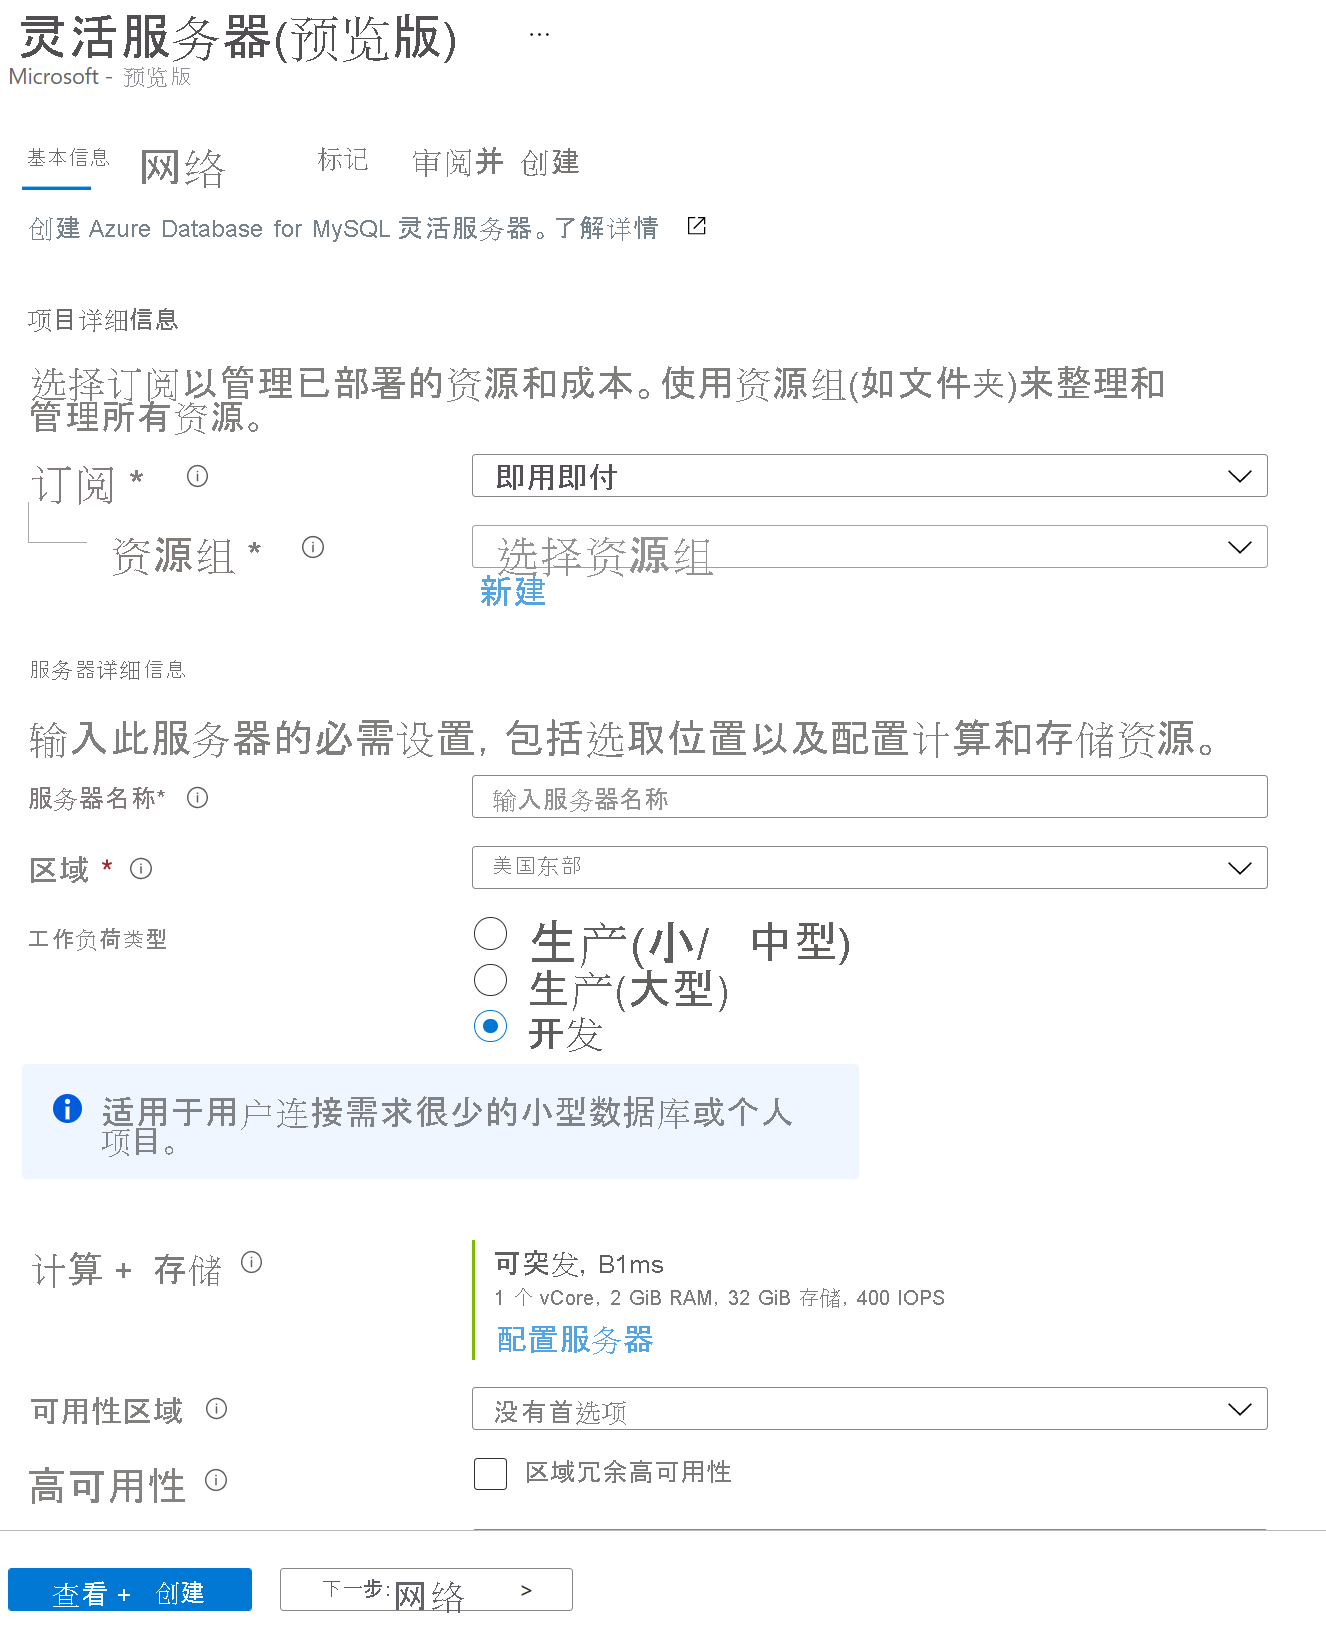 灵活服务器(预览版) ...
Microsoft - 预览版
基本信息 网络 标记 审阅并 创建
创建 Azure Database for MySQL 灵活服务器。了解详情
项目详细信息
选择订阅以管理已部署的资源和成本。使用资源组(如文件夹)来整理和
管理所有资源。
订阅 * 即用即付
资源组 * 选择资源组
新建
服务器详细信息
输入此服务器的必需设置, 包括选取位置以及配置计算和存储资源。
服务器名称* 输入服务器名称
区域 * 美国东部
工作负荷类型 生产(小/ 中型)
生产(大型)
开发
适用于用户连接需求很少的小型数据库或个人
项目。
计算 + 存储 可突发, B1ms
1 个 vCore, 2 GiB RAM, 32 GiB 存储, 400 IOPS
配置服务器
可用性区域 没有首选项
高可用性 区域冗余高可用性
查看 + 创建 下一步: 网络 >